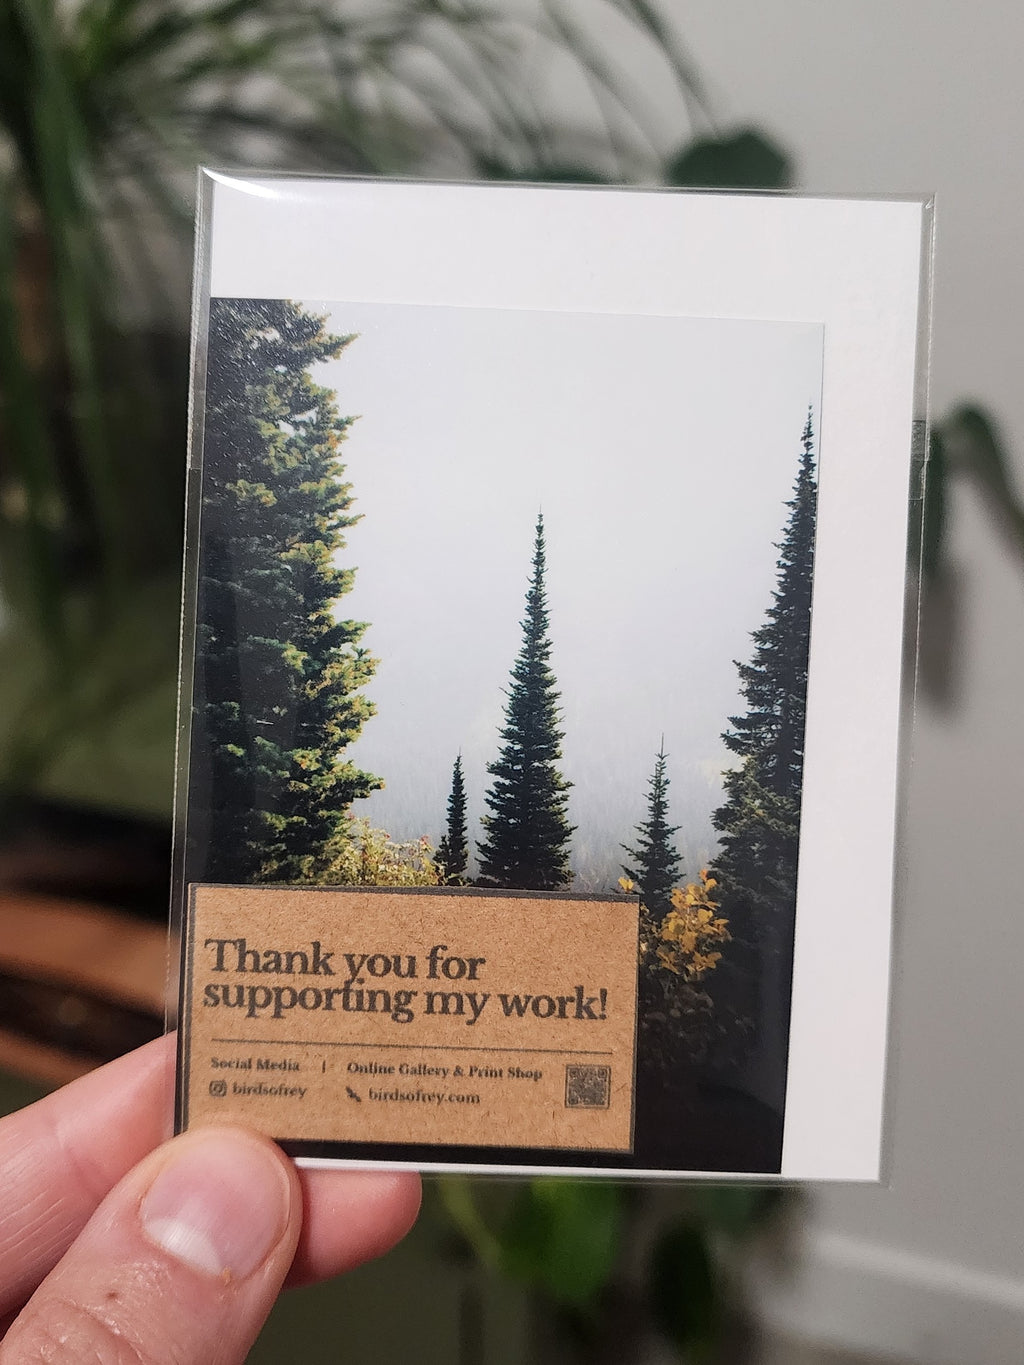 Thank you for
supporting my work!
Social Media | Online Gallery & Print Shop
birdsofrey birdsofrey.com